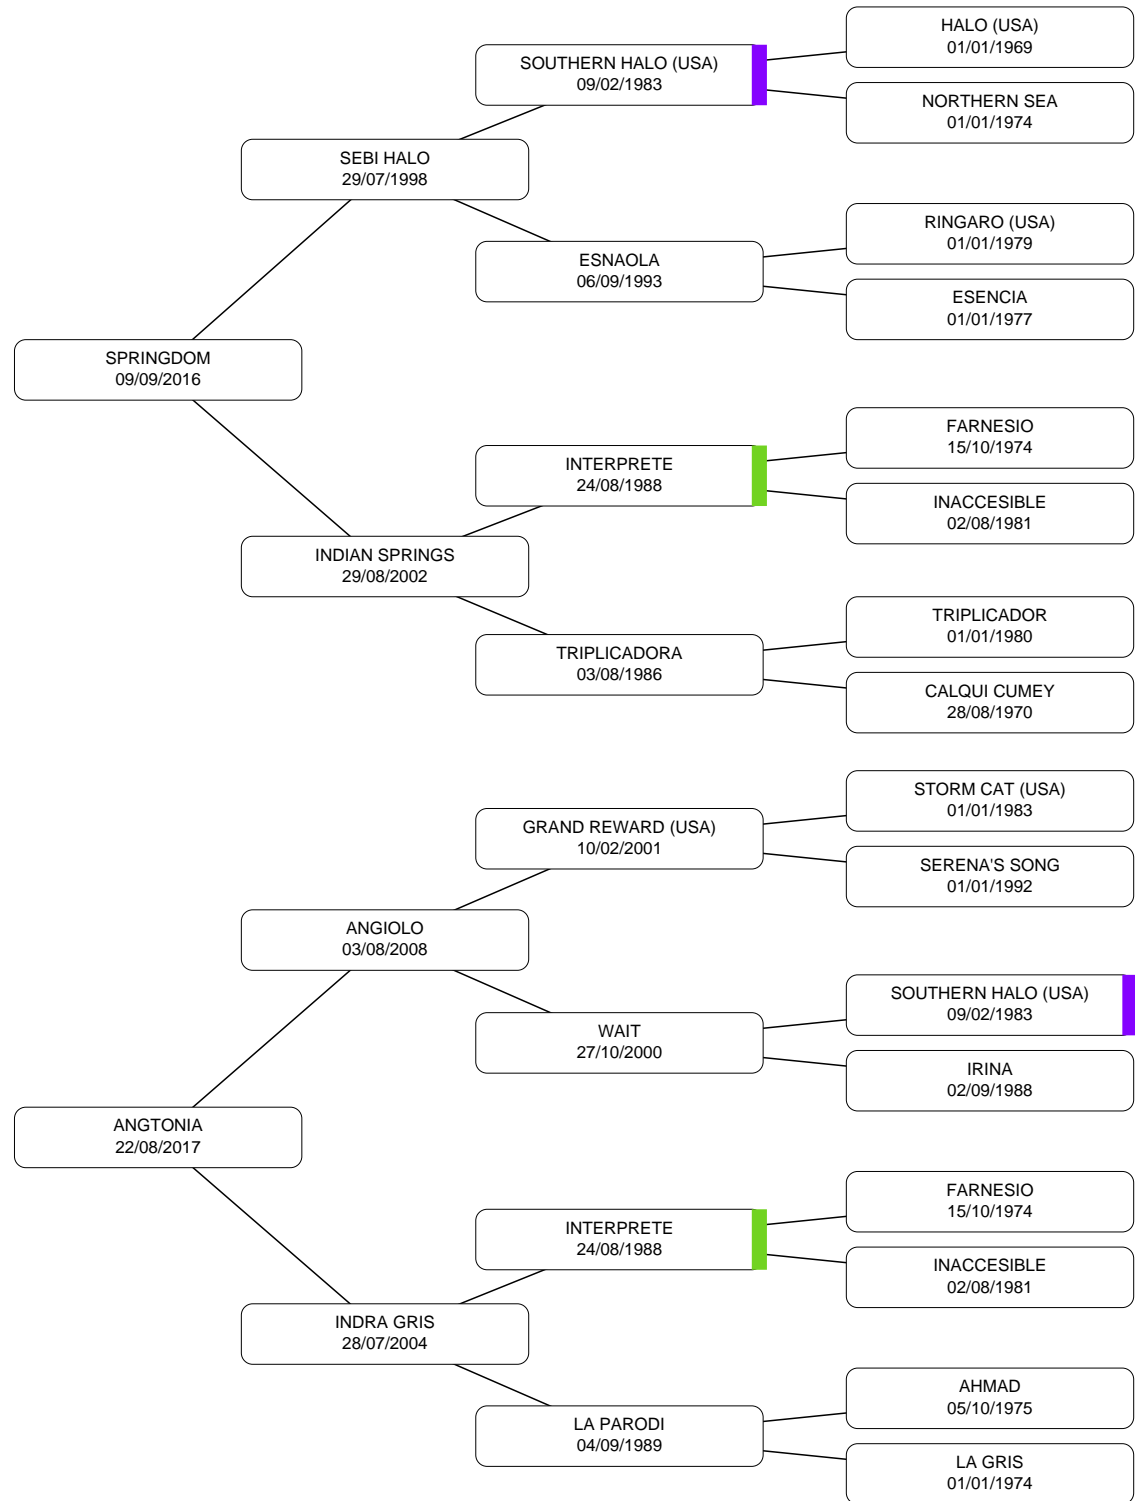 HALO (USA)
01/01/1969
SOUTHERN HALO (USA)
09/02/1983
NORTHERN SEA
01/01/1974
SEBI HALO
29/07/1998
RINGARO (USA)
01/01/1979
ESNAOLA
06/09/1993
ESENCIA
01/01/1977
SPRINGDOM
09/09/2016
FARNESIO
15/10/1974
INTERPRETE
24/08/1988
INACCESIBLE
02/08/1981
INDIAN SPRINGS
29/08/2002
TRIPLICADOR
01/01/1980
TRIPLICADORA
03/08/1986
CALQUI CUMEY
28/08/1970
STORM CAT (USA)
01/01/1983
GRAND REWARD (USA)
10/02/2001
SERENA'S SONG
01/01/1992
ANGIOLO
03/08/2008
SOUTHERN HALO (USA)
09/02/1983
WAIT
27/10/2000
IRINA
02/09/1988
ANGTONIA
22/08/2017
FARNESIO
15/10/1974
INTERPRETE
24/08/1988
INACCESIBLE
02/08/1981
INDRA GRIS
28/07/2004
AHMAD
05/10/1975
LA PARODI
04/09/1989
LA GRIS
01/01/1974